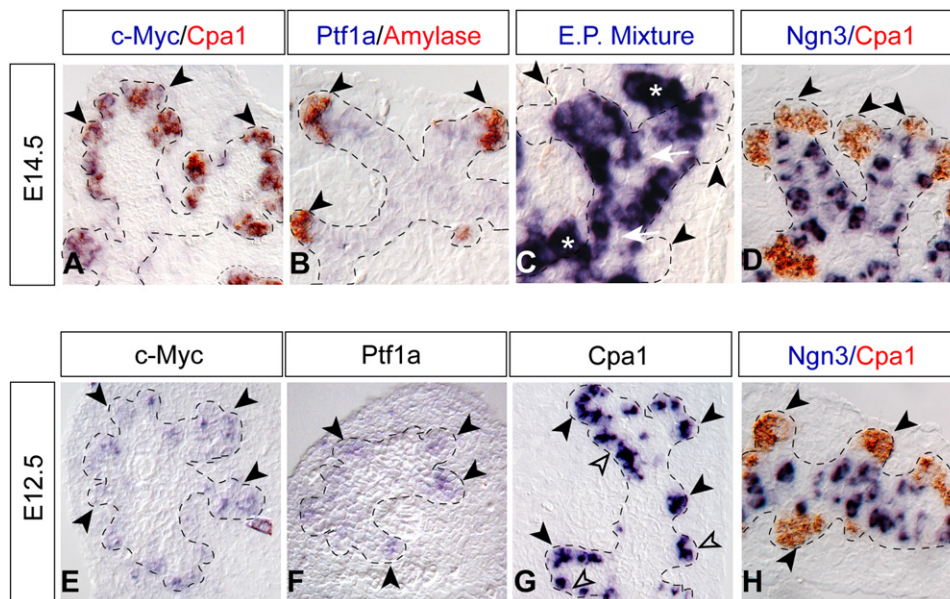 c-Myc/Cpa1
Ptf1a/Amylase
E.P. Mixture
Ngn3/Cpa1
E14.5
A
B
*
*
C
D
c-Myc
Ptf1a
Cpa1
Ngn3/Cpa1
E12.5
E
F
G
H